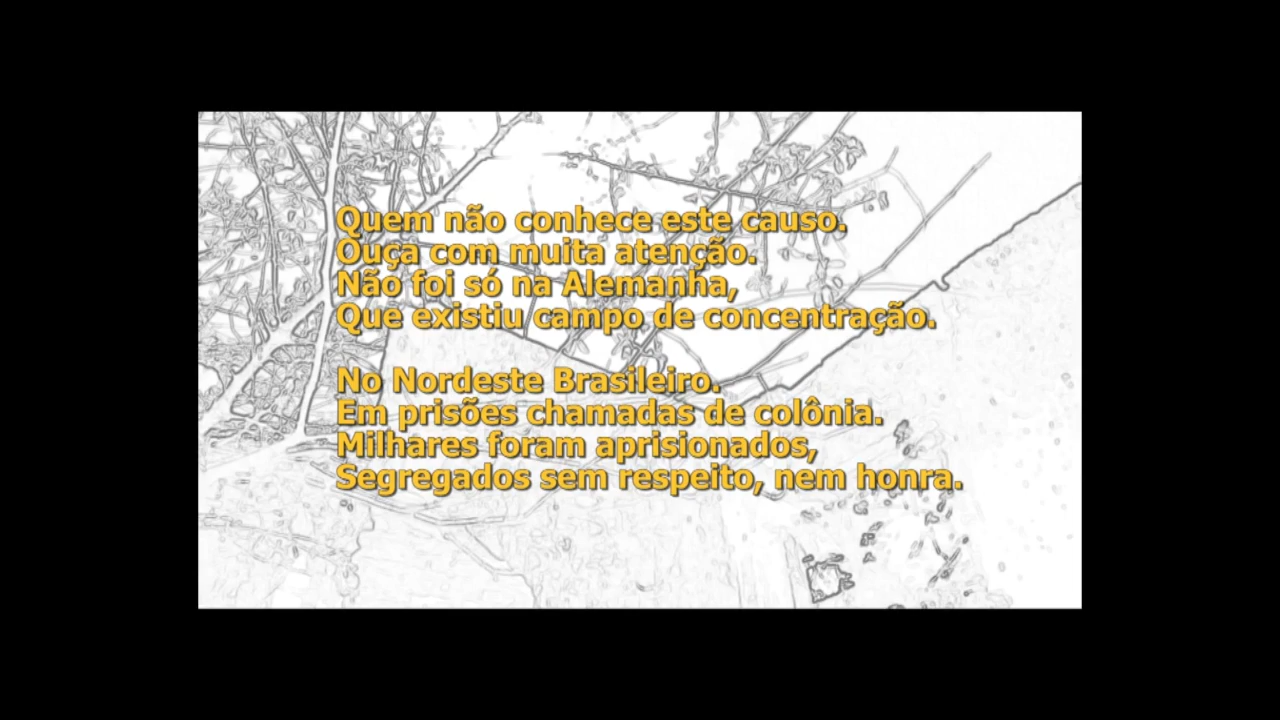 Quem não conhece este causo.
Ouça com muita atenção.
Não foi só na Alemanha,
Que existiu campo de concentração.
No Nordeste Brasileiro.
Em prisões chamadas de colônia.
Milhares foram aprisionados,
Segregados sem respeito, nem honra.